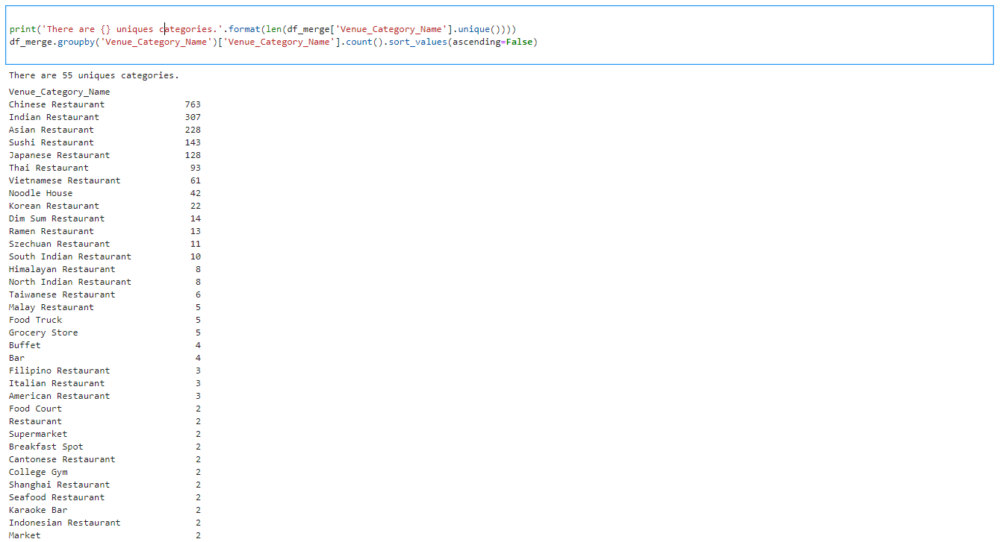 print('There are {} uniques categories.'.format(len(df_merge['Venue_Category_Name'].unique())))
df_merge.groupby('Venue_Category_Name')['Venue_Category_Name'].count().sort_values(ascending=False)
There are 55 uniques categories.
Venue_Category_Name
Chinese Restaurant 763
Indian Restaurant 307
Asian Restaurant 228
Sushi Restaurant 143
Japanese Restaurant 128
Thai Restaurant 93
Vietnamese Restaurant 61
Noodle House 42
Korean Restaurant 22
Dim Sum Restaurant 14
Ramen Restaurant 13
Szechuan Restaurant 11
South Indian Restaurant 10
Himalayan Restaurant 8
North Indian Restaurant 8
Taiwanese Restaurant 6
Malay Restaurant 5
Food Truck 5
Grocery Store 5
Buffet 4
Bar 4
Filipino Restaurant 3
Italian Restaurant 3
American Restaurant 3
Food Court 2
Restaurant 2
Supermarket 2
Breakfast Spot 2
Cantonese Restaurant 2
College Gym 2
Shanghai Restaurant 2
Seafood Restaurant 2
Karaoke Bar 2
Indonesian Restaurant 2
Market 2